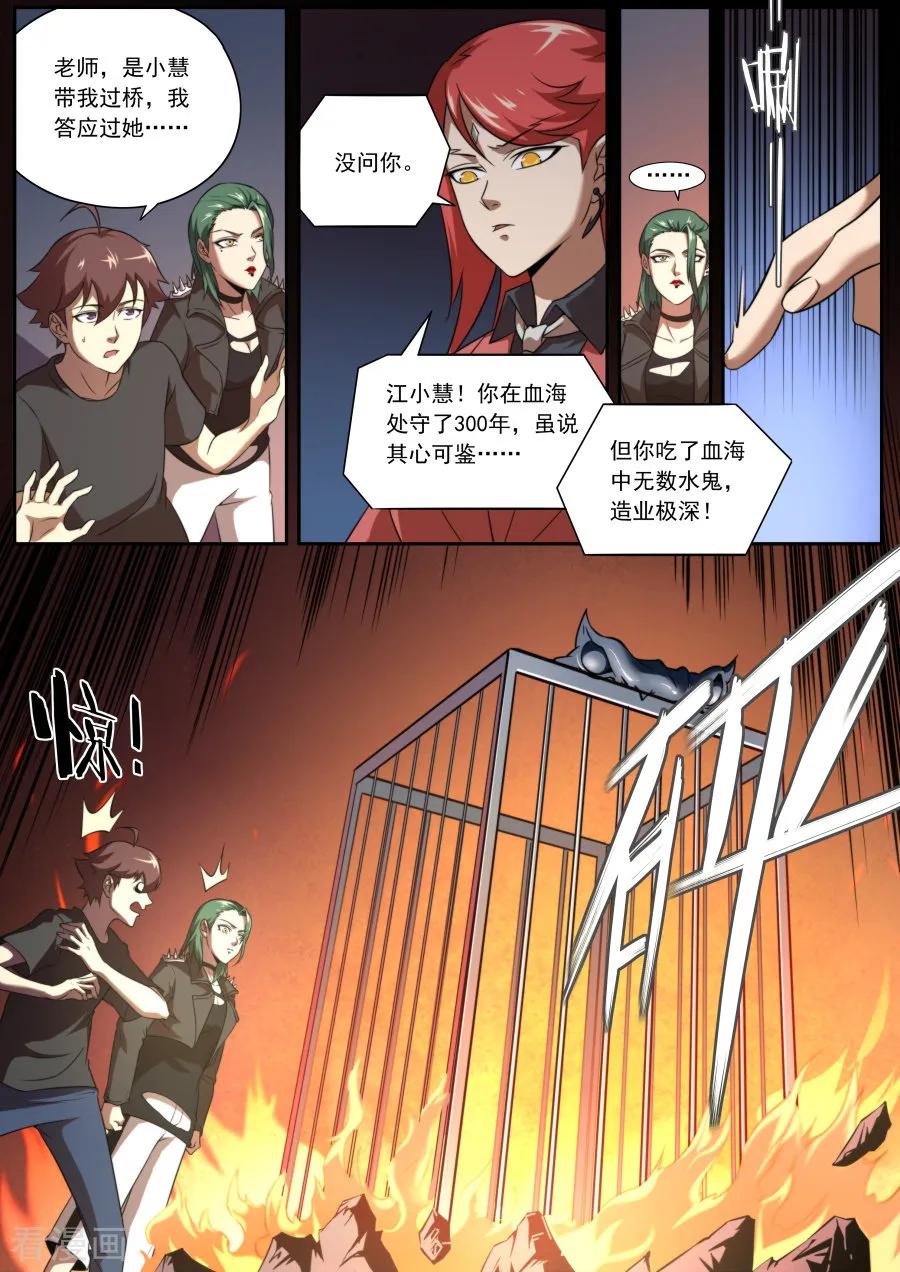 老师，是小慧
带我过桥，我
答应过她……
没问你。
……
唰
江小慧！你在血海
处守了300年，虽说
其心可鉴……
但你吃了血海
中无数水鬼，
造业极深！
惊！
砰
看漫画